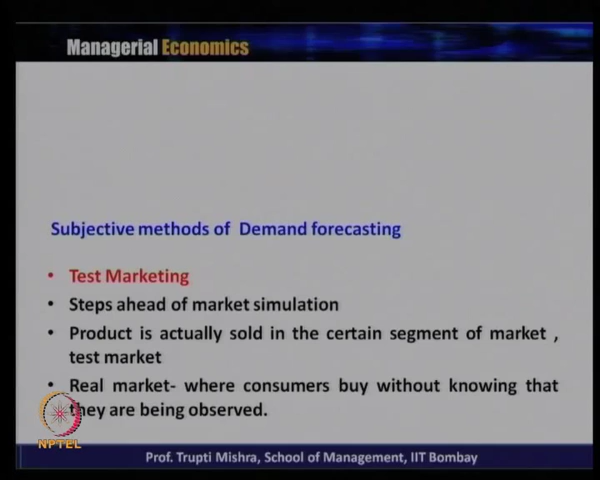 Managerial Economics
Subjective methods of Demand forecasting
• Test Marketing
• Steps ahead of market simulation
• Product is actually sold in the certain segment of market ,
test market
• Real market- where consumers buy without knowing that
they are being observed.
NPTEL
Prof. Trupti Mishra, School of Management, IIT Bombay